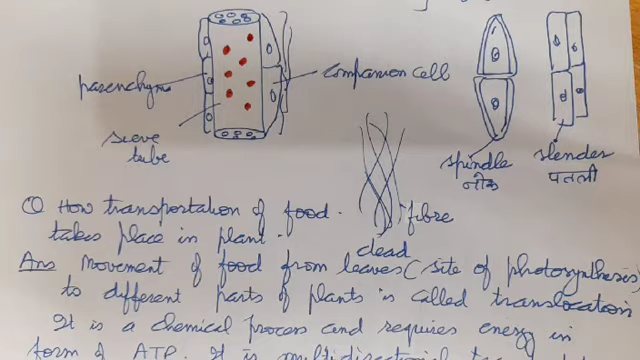 parenchyma
companion cell
sieve tube
spindle
नोंक
slender
पतली
fibre
dead
Q How transportation of food
takes place in plant.
Ans Movement of food from leaves (site of photosynthesis)
to different parts of plants is called translocation
It is a chemical process and requires energy in
form of ATP. It is multidirectional